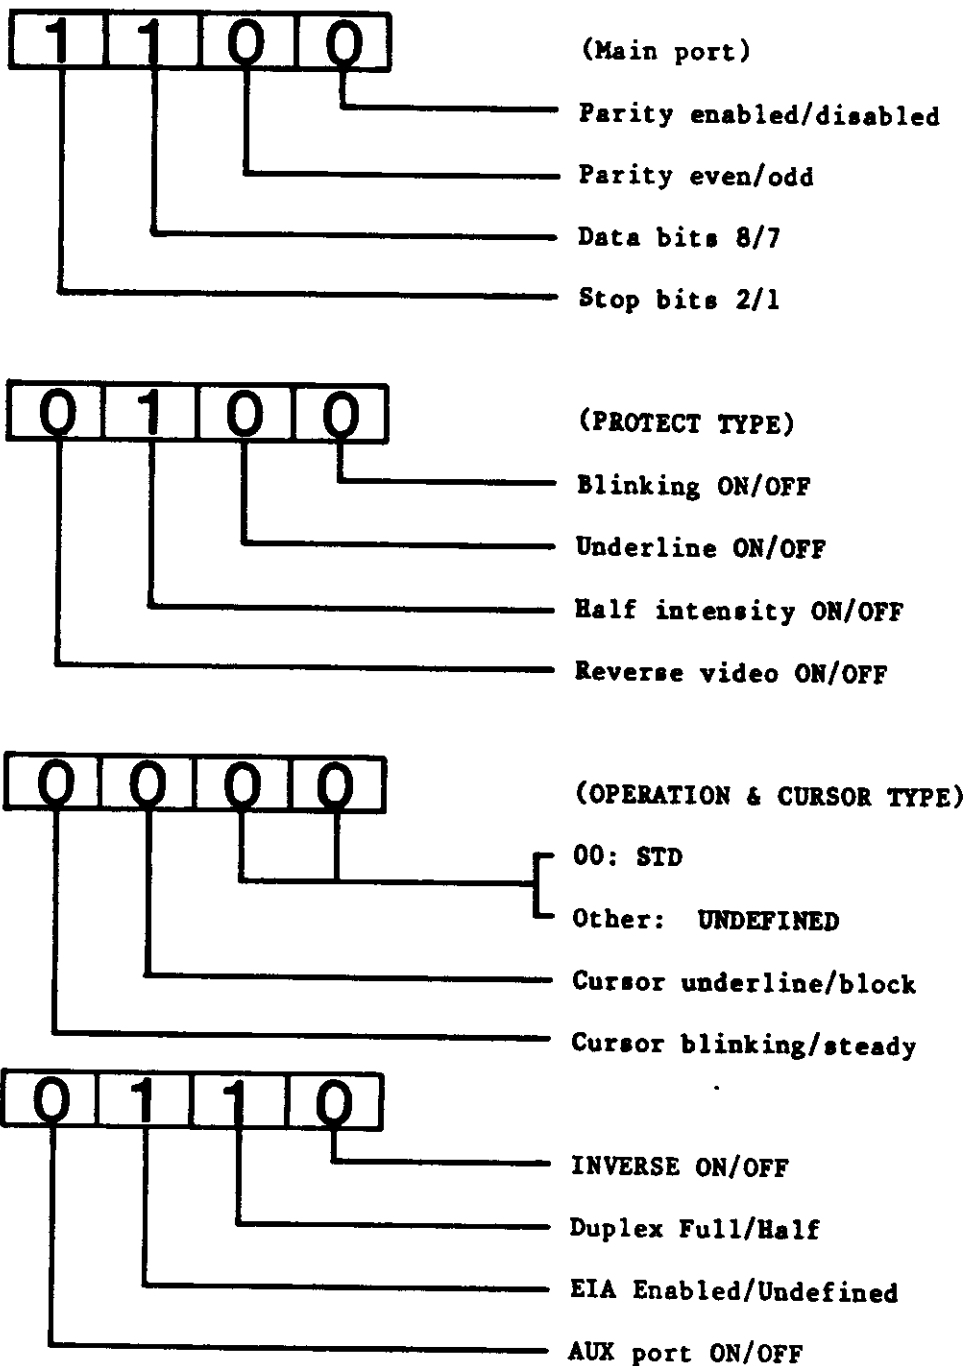 1 1 0 0
(Main port)
Parity enabled/disabled
Parity even/odd
Data bits 8/7
Stop bits 2/1
0 1 0 0
(PROTECT TYPE)
Blinking ON/OFF
Underline ON/OFF
Half intensity ON/OFF
Reverse video ON/OFF
0 0 0 0
(OPERATION & CURSOR TYPE)
00: STD
Other: UNDEFINED
Cursor underline/block
Cursor blinking/steady
0 1 1 0
INVERSE ON/OFF
Duplex Full/Half
EIA Enabled/Undefined
AUX port ON/OFF